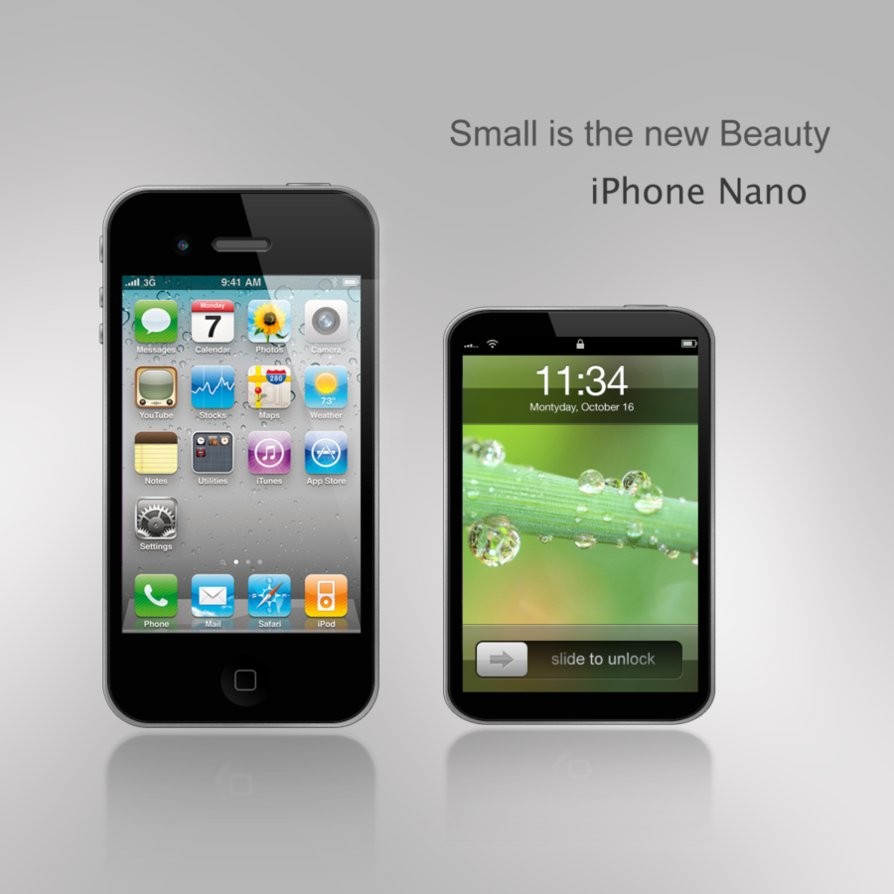 Small is the new Beauty
iPhone Nano
3G 9:41 AM
Monday
7
280
73°
Messages Calendar Photos Camera
YouTube Stocks Maps Weather
Notes Utilities iTunes App Store
Settings
Phone Mail Safari iPod
11:34
Montyday, October 16
slide to unlock